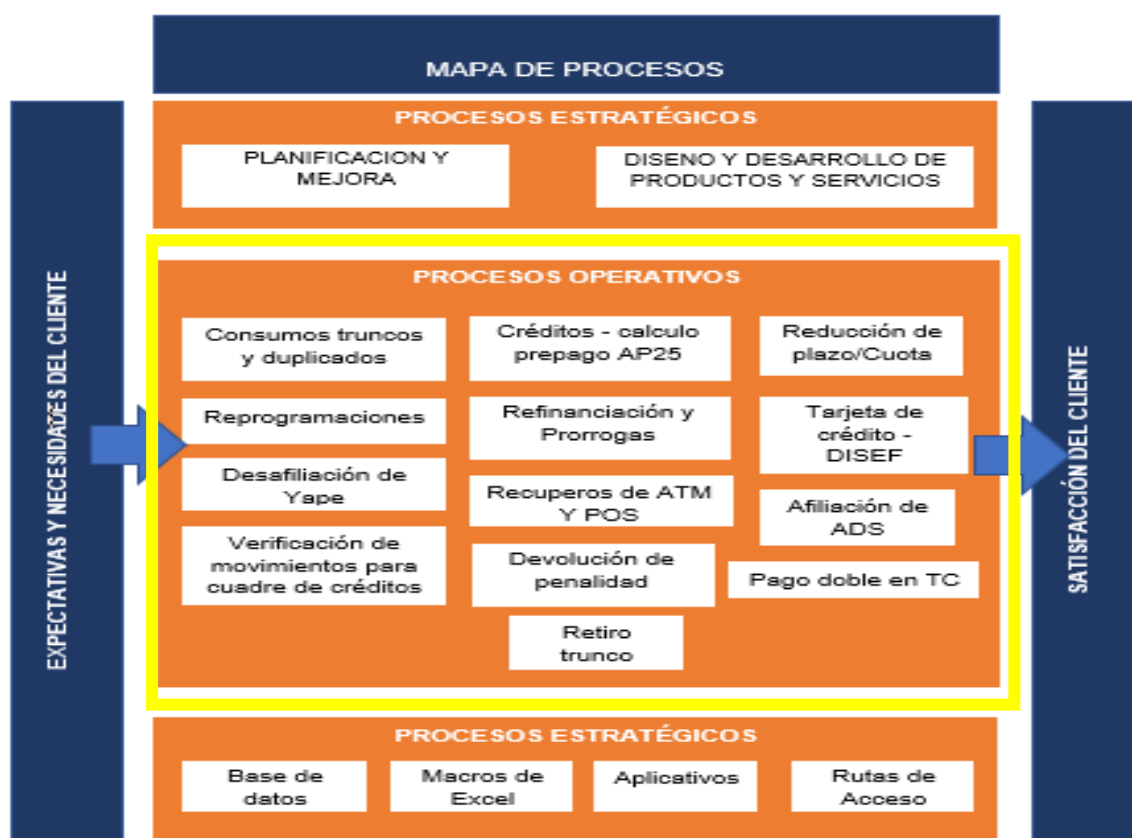 MAPA DE PROCESOS
EXPECTATIVAS Y NECESIDADES DEL CLIENTE
PROCESOS ESTRATÉGICOS
PLANIFICACION Y
MEJORA
DISENO Y DESARROLLO DE
PRODUCTOS Y SERVICIOS
PROCESOS OPERATIVOS
Consumos truncos
y duplicados
Créditos - calculo
prepago AP25
Reducción de
plazo/Cuota
Reprogramaciones
Refinanciación y
Prorrogas
Tarjeta de
crédito -
DISEF
Desafiliación de
Yape
Recuperos de ATM
Y POS
Afiliación de
ADS
Verificación de
movimientos para
cuadre de créditos
Devolución de
penalidad
Pago doble en TC
Retiro
trunco
PROCESOS ESTRATÉGICOS
Base de
datos
Macros de
Excel
Aplicativos
Rutas de
Acceso
SATISFACCIÓN DEL CLIENTE